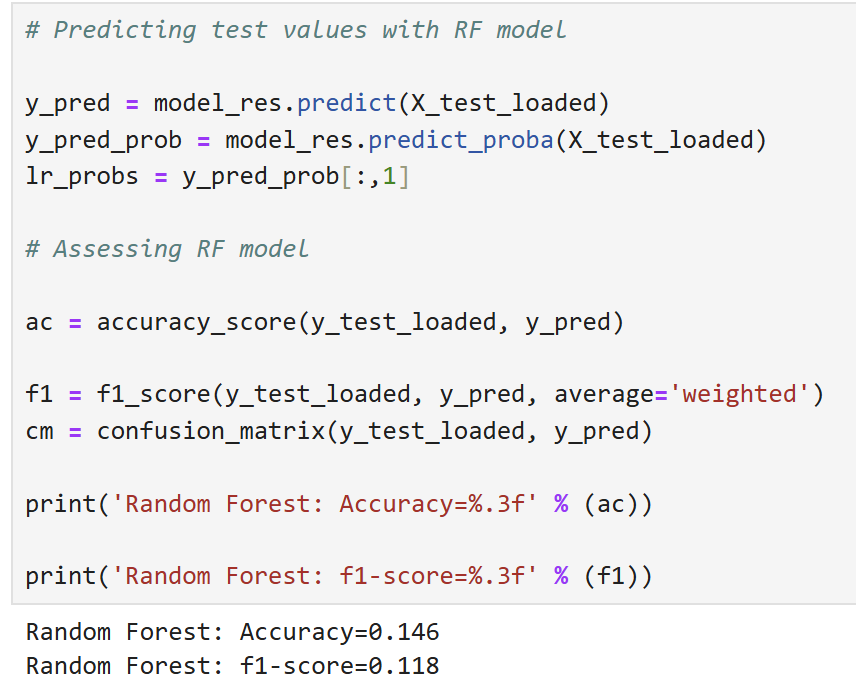 # Predicting test values with RF model
y_pred = model_res.predict(X_test_loaded)
y_pred_prob = model_res.predict_proba(X_test_loaded)
lr_probs = y_pred_prob[:,1]
# Assessing RF model
ac = accuracy_score(y_test_loaded, y_pred)
f1 = f1_score(y_test_loaded, y_pred, average='weighted')
cm = confusion_matrix(y_test_loaded, y_pred)
print('Random Forest: Accuracy=%.3f' % (ac))
print('Random Forest: f1-score=%.3f' % (f1))
Random Forest: Accuracy=0.146
Random Forest: f1-score=0.118